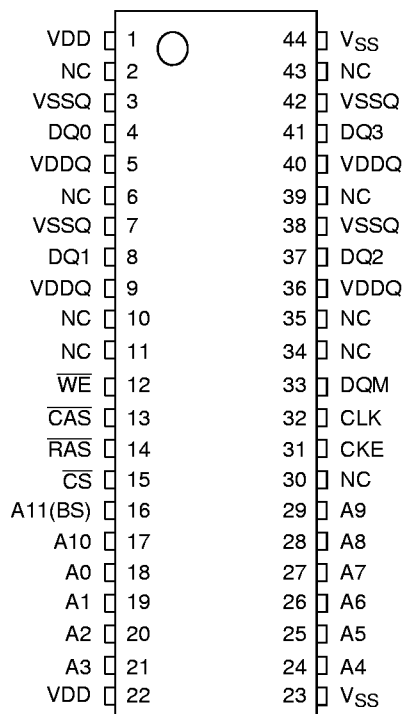 VDD 1 44 VSS
NC 2 43 NC
VSSQ 3 42 VSSQ
DQ0 4 41 DQ3
VDDQ 5 40 VDDQ
NC 6 39 NC
VSSQ 7 38 VSSQ
DQ1 8 37 DQ2
VDDQ 9 36 VDDQ
NC 10 35 NC
NC 11 34 NC
W̅E̅ 12 33 DQM
C̅A̅S̅ 13 32 CLK
R̅A̅S̅ 14 31 CKE
C̅S̅ 15 30 NC
A11(BS) 16 29 A9
A10 17 28 A8
A0 18 27 A7
A1 19 26 A6
A2 20 25 A5
A3 21 24 A4
VDD 22 23 VSS